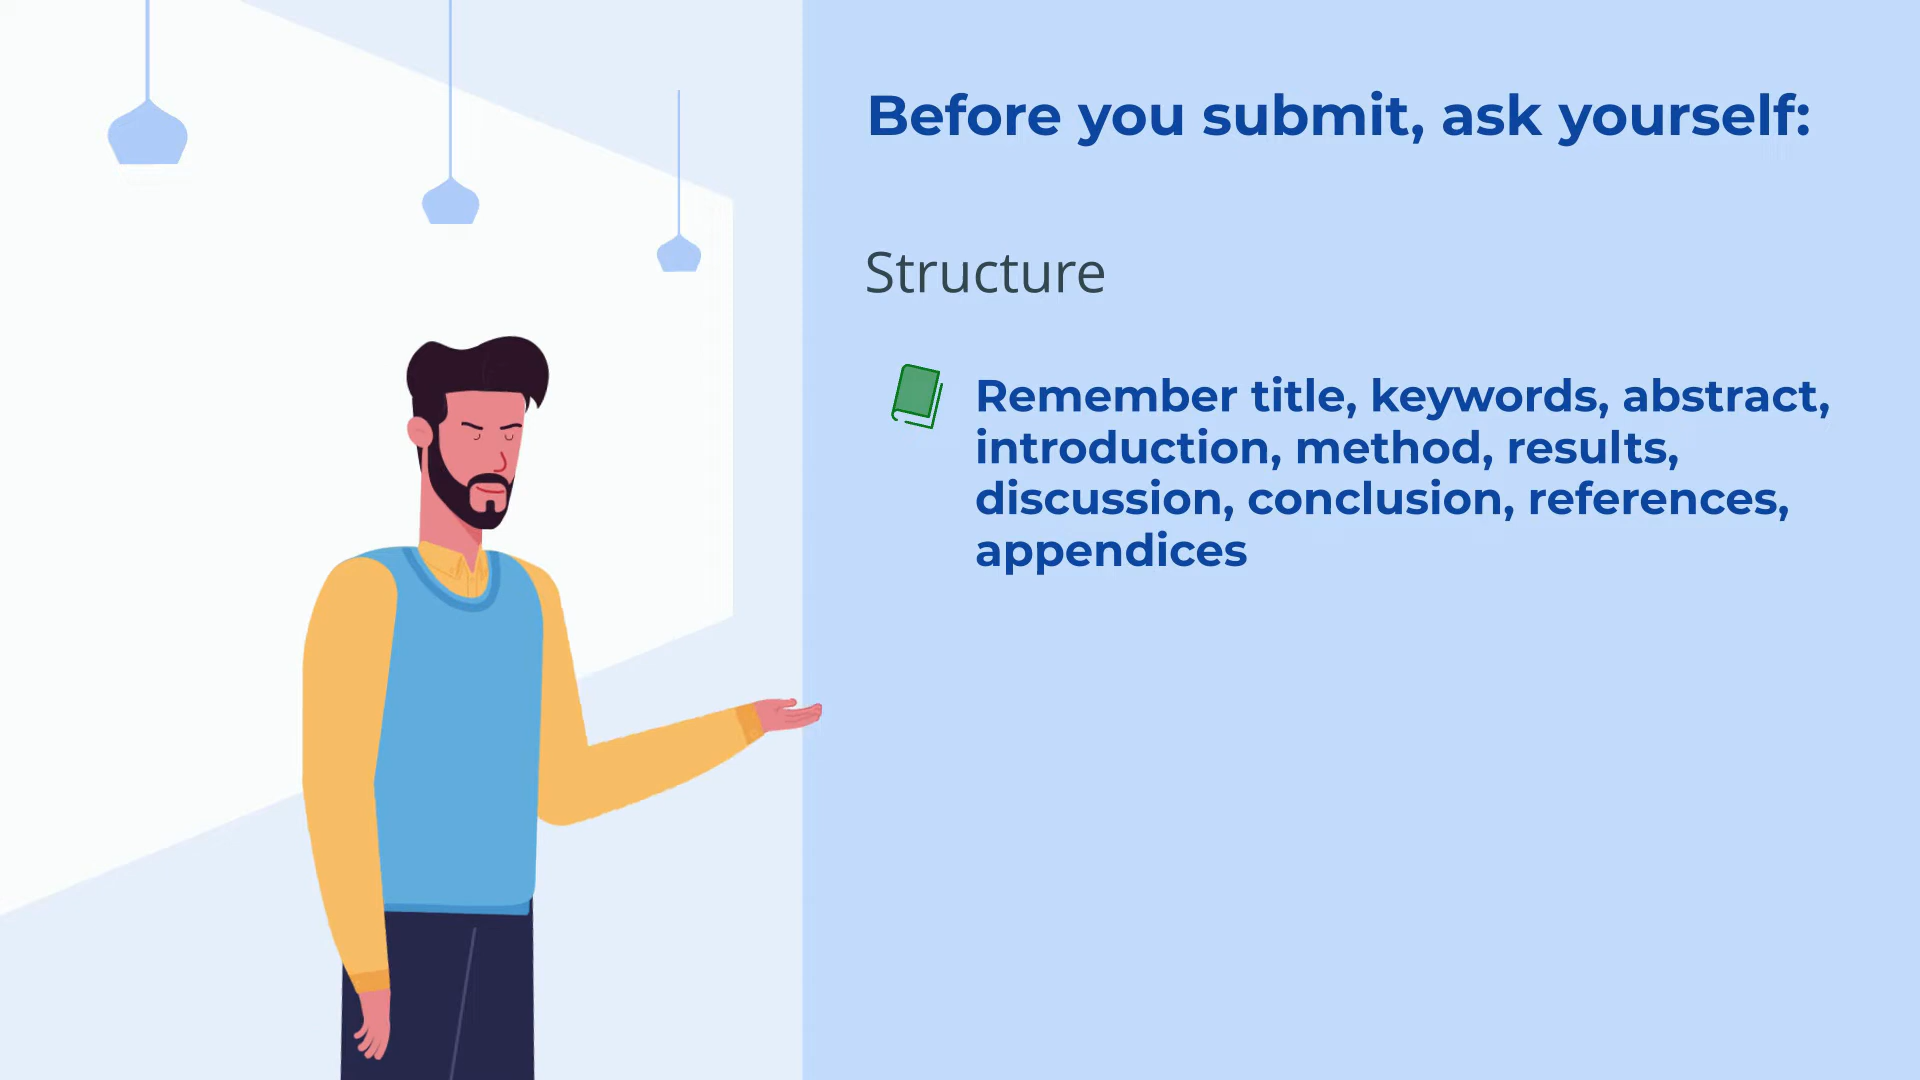 Before you submit, ask yourself:
Structure
Remember title, keywords, abstract,
introduction, method, results,
discussion, conclusion, references,
appendices